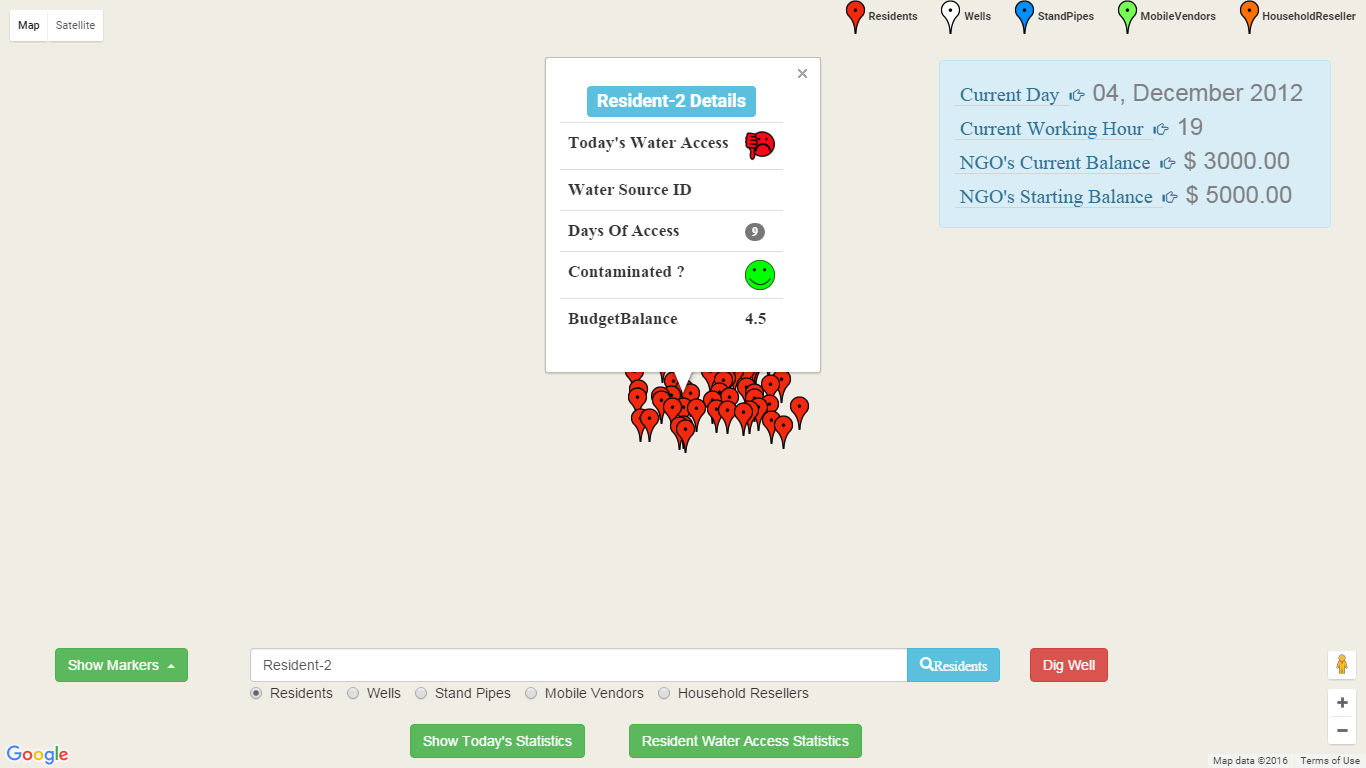 Map Satellite
Residents Wells StandPipes MobileVendors HouseholdReseller
×
Resident-2 Details
Today's Water Access
Water Source ID
Days Of Access 9
Contaminated ?
BudgetBalance 4.5
Current Day 04, December 2012
Current Working Hour 19
NGO's Current Balance $ 3000.00
NGO's Starting Balance $ 5000.00
Show Markers Resident-2 Residents Dig Well
Residents Wells Stand Pipes Mobile Vendors Household Resellers
Show Today's Statistics Resident Water Access Statistics
Google Map data ©2016 Terms of Use